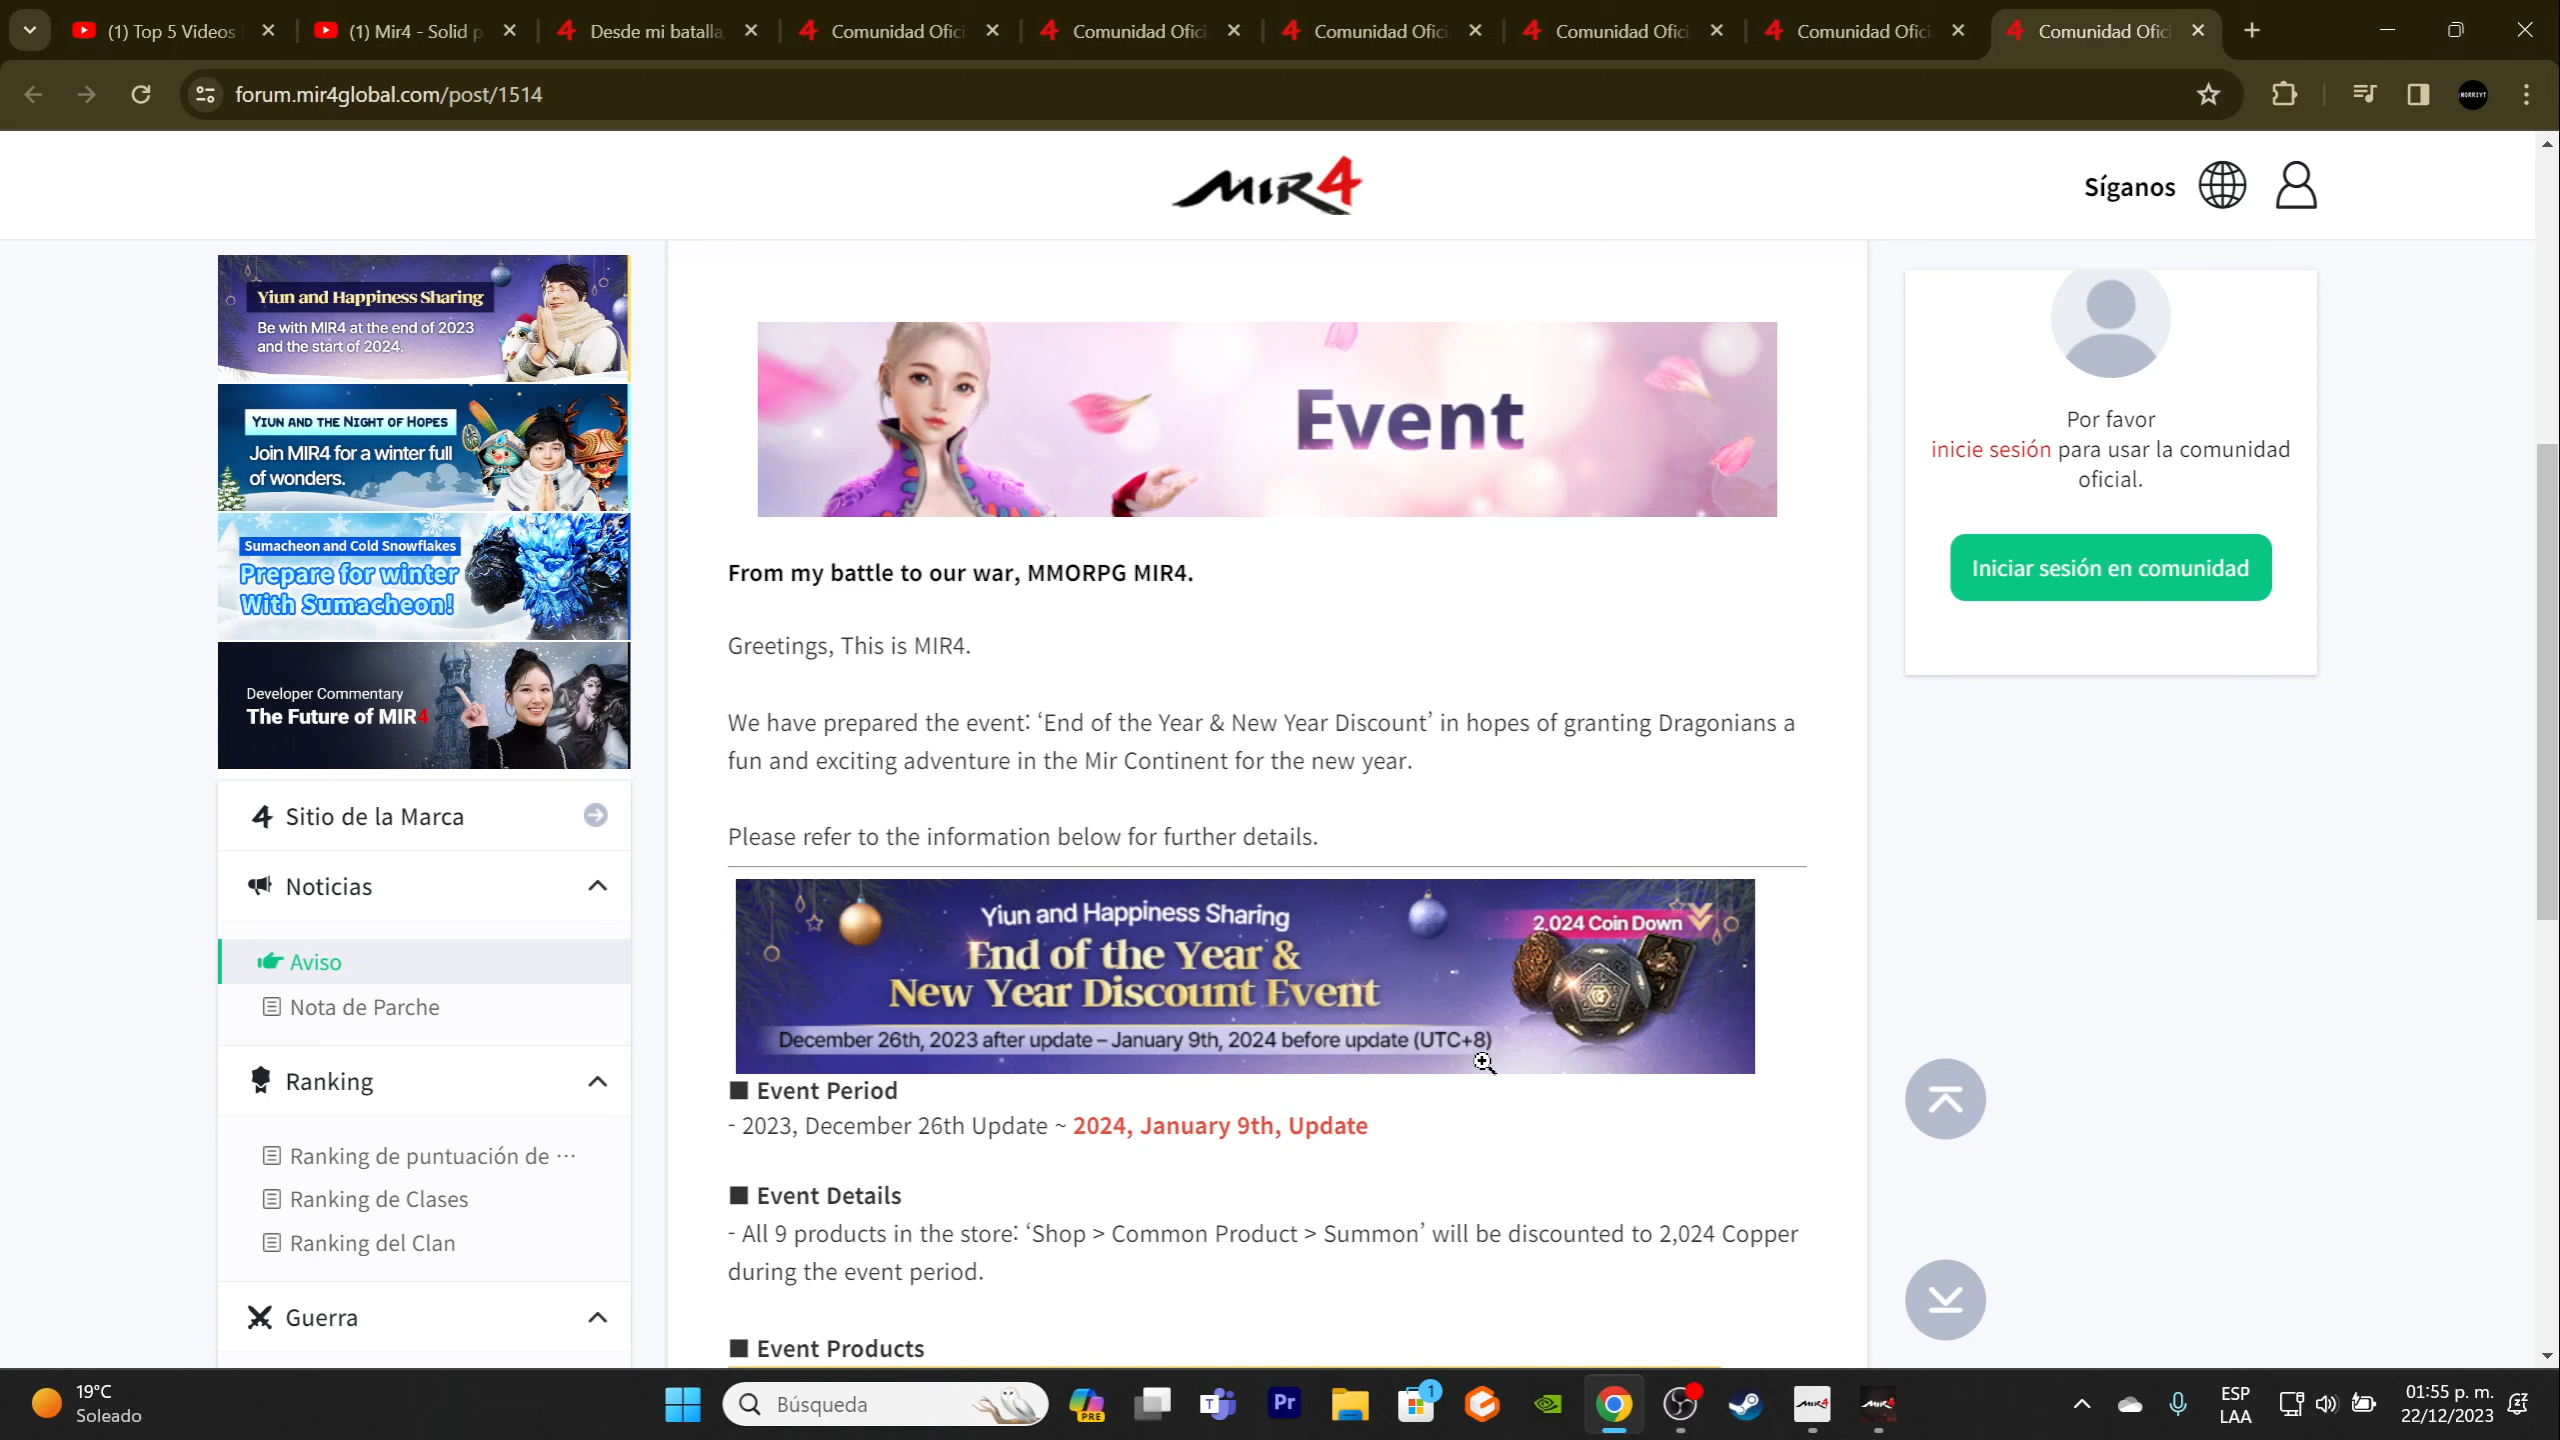 (1) Top 5 Videos
(1) Mir4 - Solid p
Desde mi batalla,
Comunidad Ofici
Comunidad Ofici
Comunidad Ofici
Comunidad Ofici
Comunidad Ofici
Comunidad Ofici
forum.mir4global.com/post/1514
MIR4
Síganos
Yiun and Happiness Sharing
Be with MIR4 at the end of 2023
and the start of 2024.
YIUN AND THE NIGHT OF HOPES
Join MIR4 for a winter full
of wonders.
Sumacheon and Cold Snowflakes
Prepare for winter
With Sumacheon!
Developer Commentary
The Future of MIR4
Sitio de la Marca
Noticias
Aviso
Nota de Parche
Ranking
Ranking de puntuación de ···
Ranking de Clases
Ranking del Clan
Guerra
Event
From my battle to our war, MMORPG MIR4.
Greetings, This is MIR4.
We have prepared the event: ‘End of the Year & New Year Discount’ in hopes of granting Dragonians a
fun and exciting adventure in the Mir Continent for the new year.
Please refer to the information below for further details.
Yiun and Happiness Sharing
End of the Year &
New Year Discount Event
December 26th, 2023 after update – January 9th, 2024 before update (UTC+8)
2,024 Coin Down
■ Event Period
- 2023, December 26th Update ~ 2024, January 9th, Update
■ Event Details
- All 9 products in the store: ‘Shop > Common Product > Summon’ will be discounted to 2,024 Copper
during the event period.
■ Event Products
Por favor
inicie sesión para usar la comunidad
oficial.
Iniciar sesión en comunidad
19°C
Soleado
Búsqueda
PRE
Pr
1
ESP
LAA
01:55 p. m.
22/12/2023